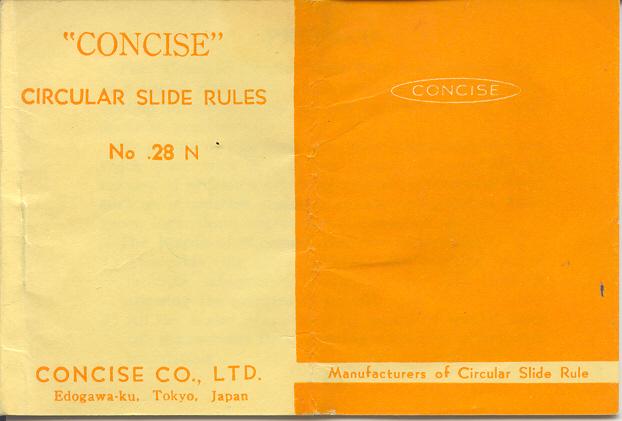 "CONCISE"
CIRCULAR SLIDE RULES
No .28 N
CONCISE CO., LTD.
Edogawa-ku, Tokyo, Japan
CONCISE
Manufacturers of Circular Slide Rule